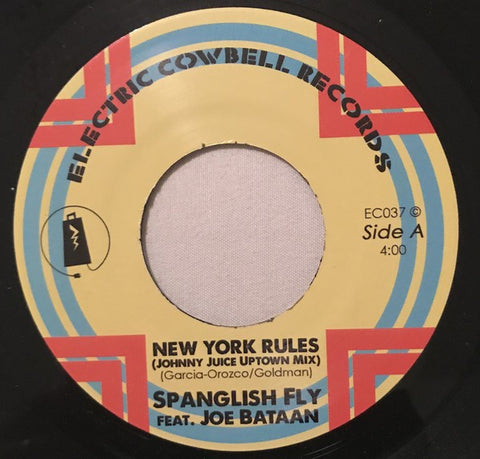 ELECTRIC COWBELL RECORDS
EC037 ©
Side A
4:00
NEW YORK RULES
(JOHNNY JUICE UPTOWN MIX)
(Garcia-Orozco/Goldman)
SPANGLISH FLY
FEAT. JOE BATAAN